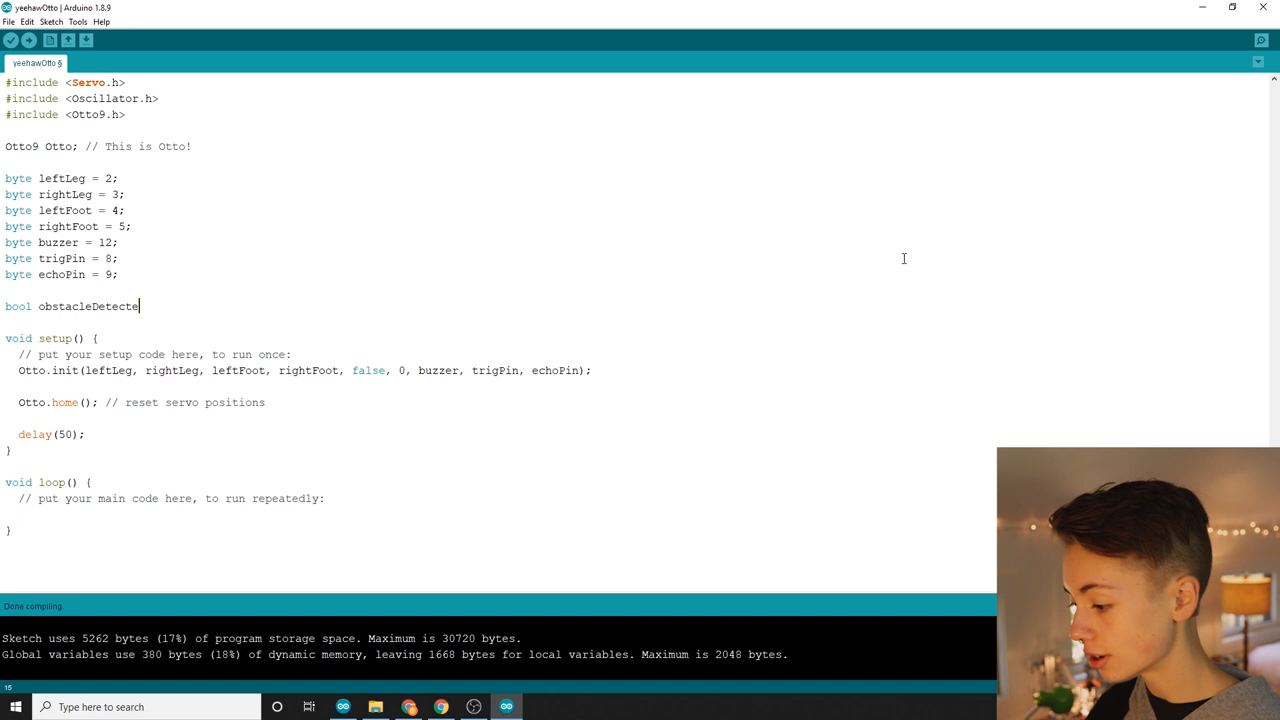 yeehawOtto | Arduino 1.8.9
File Edit Sketch Tools Help
yeehawOtto §
#include <Servo.h>
#include <Oscillator.h>
#include <Otto9.h>
Otto9 Otto; // This is Otto!
byte leftLeg = 2;
byte rightLeg = 3;
byte leftFoot = 4;
byte rightFoot = 5;
byte buzzer = 12;
byte trigPin = 8;
byte echoPin = 9;
bool obstacleDetecte
void setup() {
// put your setup code here, to run once:
Otto.init(leftLeg, rightLeg, leftFoot, rightFoot, false, 0, buzzer, trigPin, echoPin);
Otto.home(); // reset servo positions
delay(50);
}
void loop() {
// put your main code here, to run repeatedly:
}
Done compiling.
Sketch uses 5262 bytes (17%) of program storage space. Maximum is 30720 bytes.
Global variables use 380 bytes (18%) of dynamic memory, leaving 1668 bytes for local variables. Maximum is 2048 bytes.
15
Type here to search